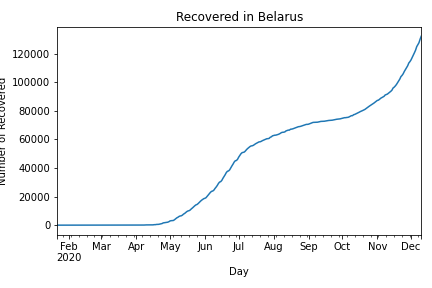 Recovered in Belarus
Number of Recovered
120000
100000
80000
60000
40000
20000
0
Feb Mar Apr May Jun Jul Aug Sep Oct Nov Dec
2020
Day